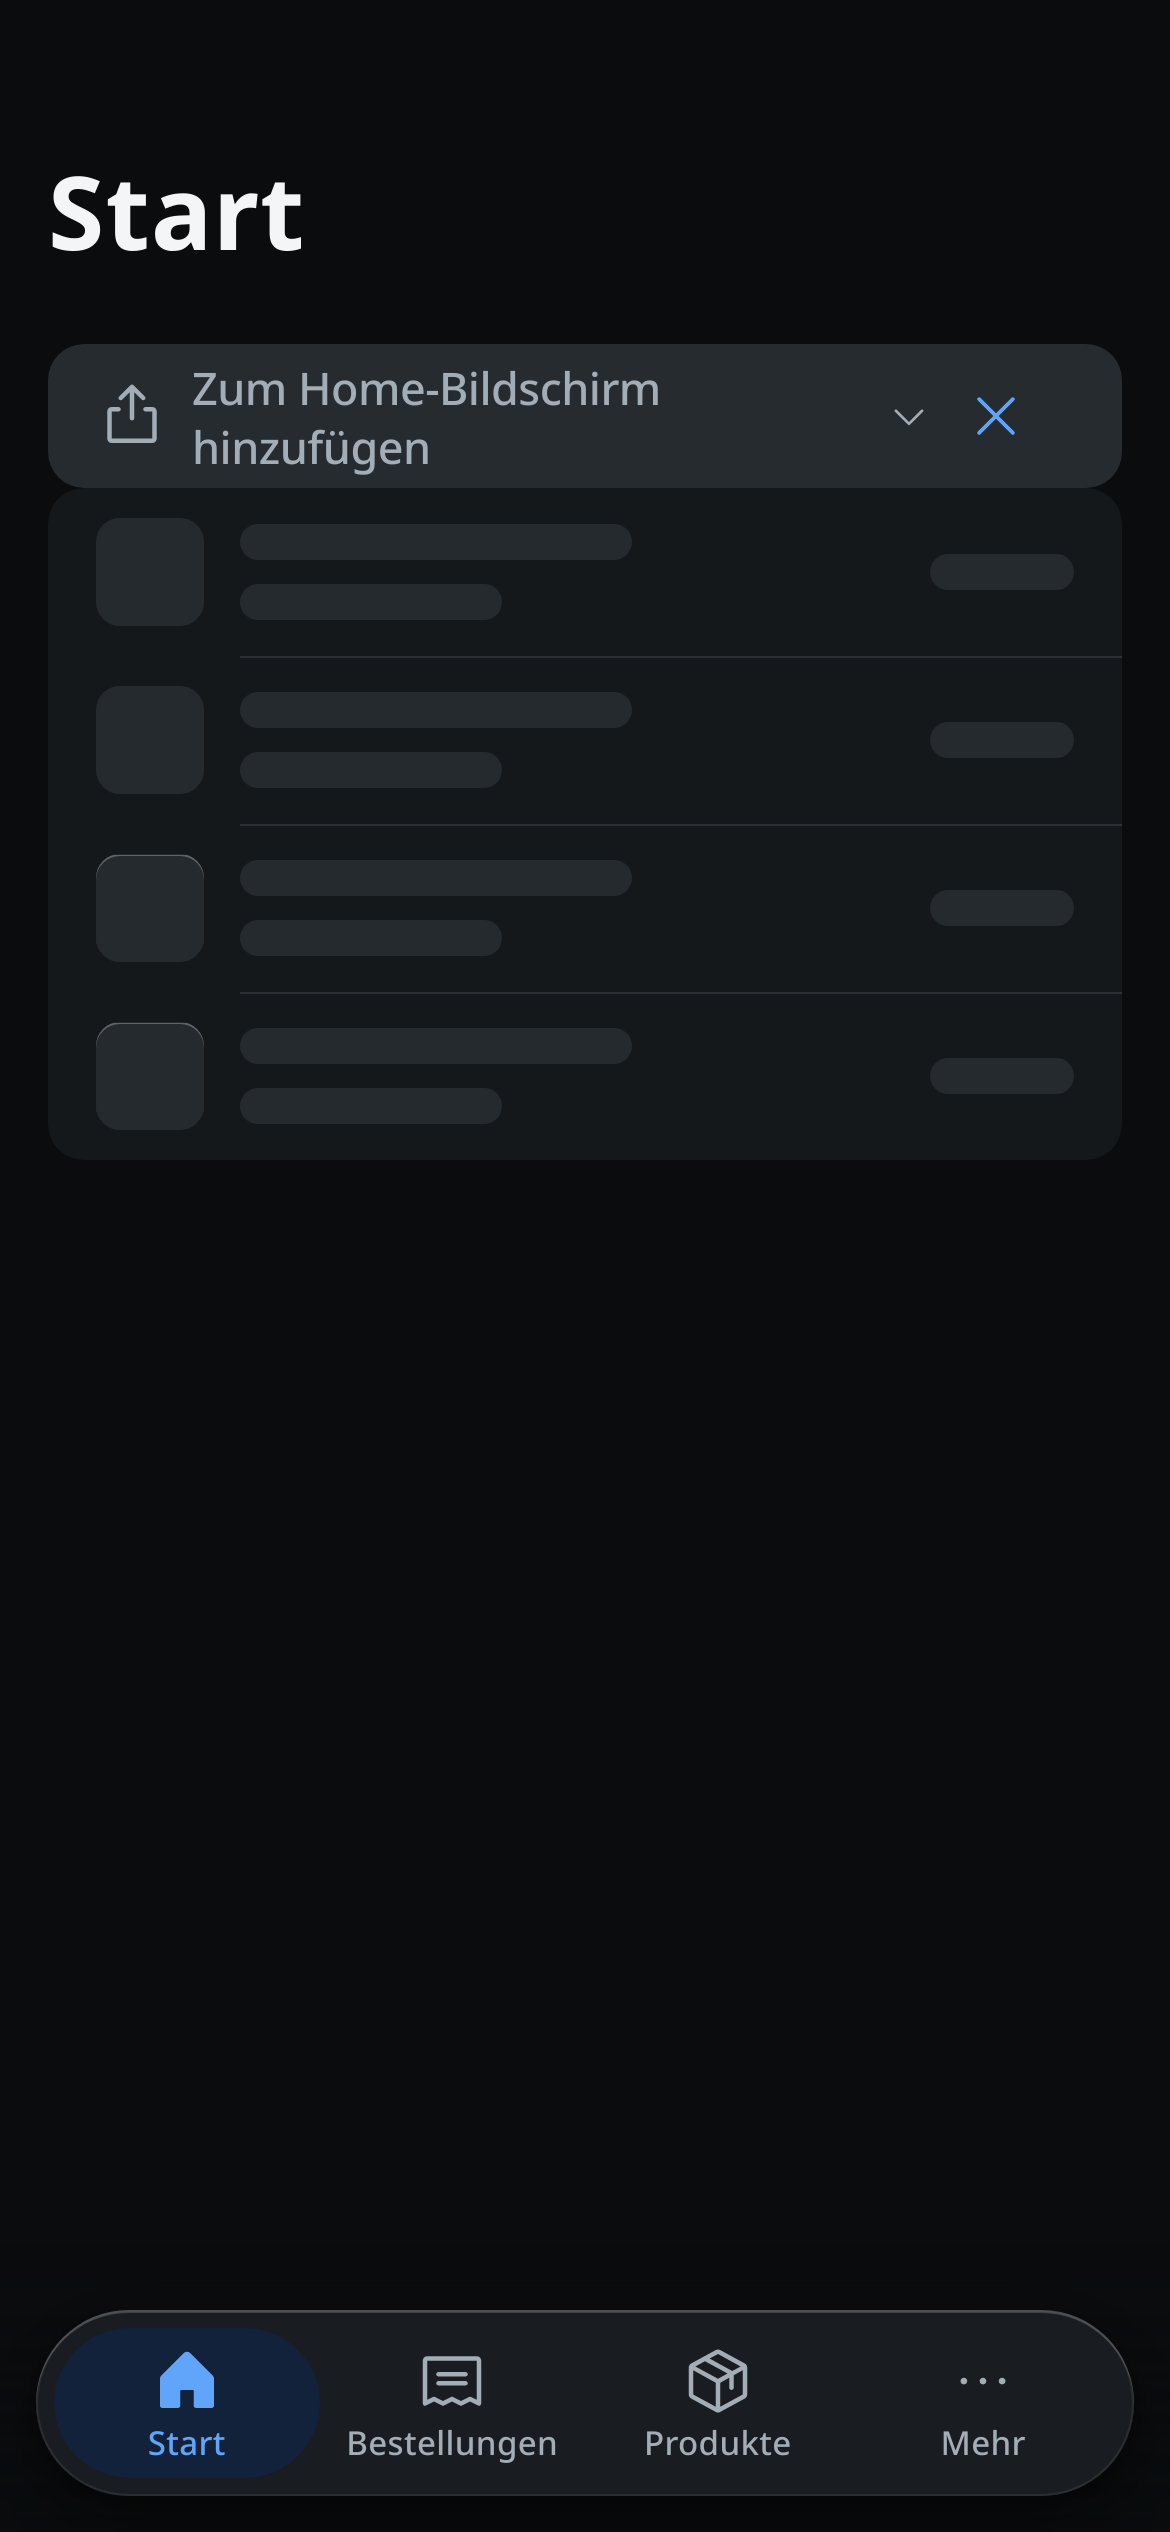 Start
Zum Home-Bildschirm
hinzufügen
Start
Bestellungen
Produkte
Mehr